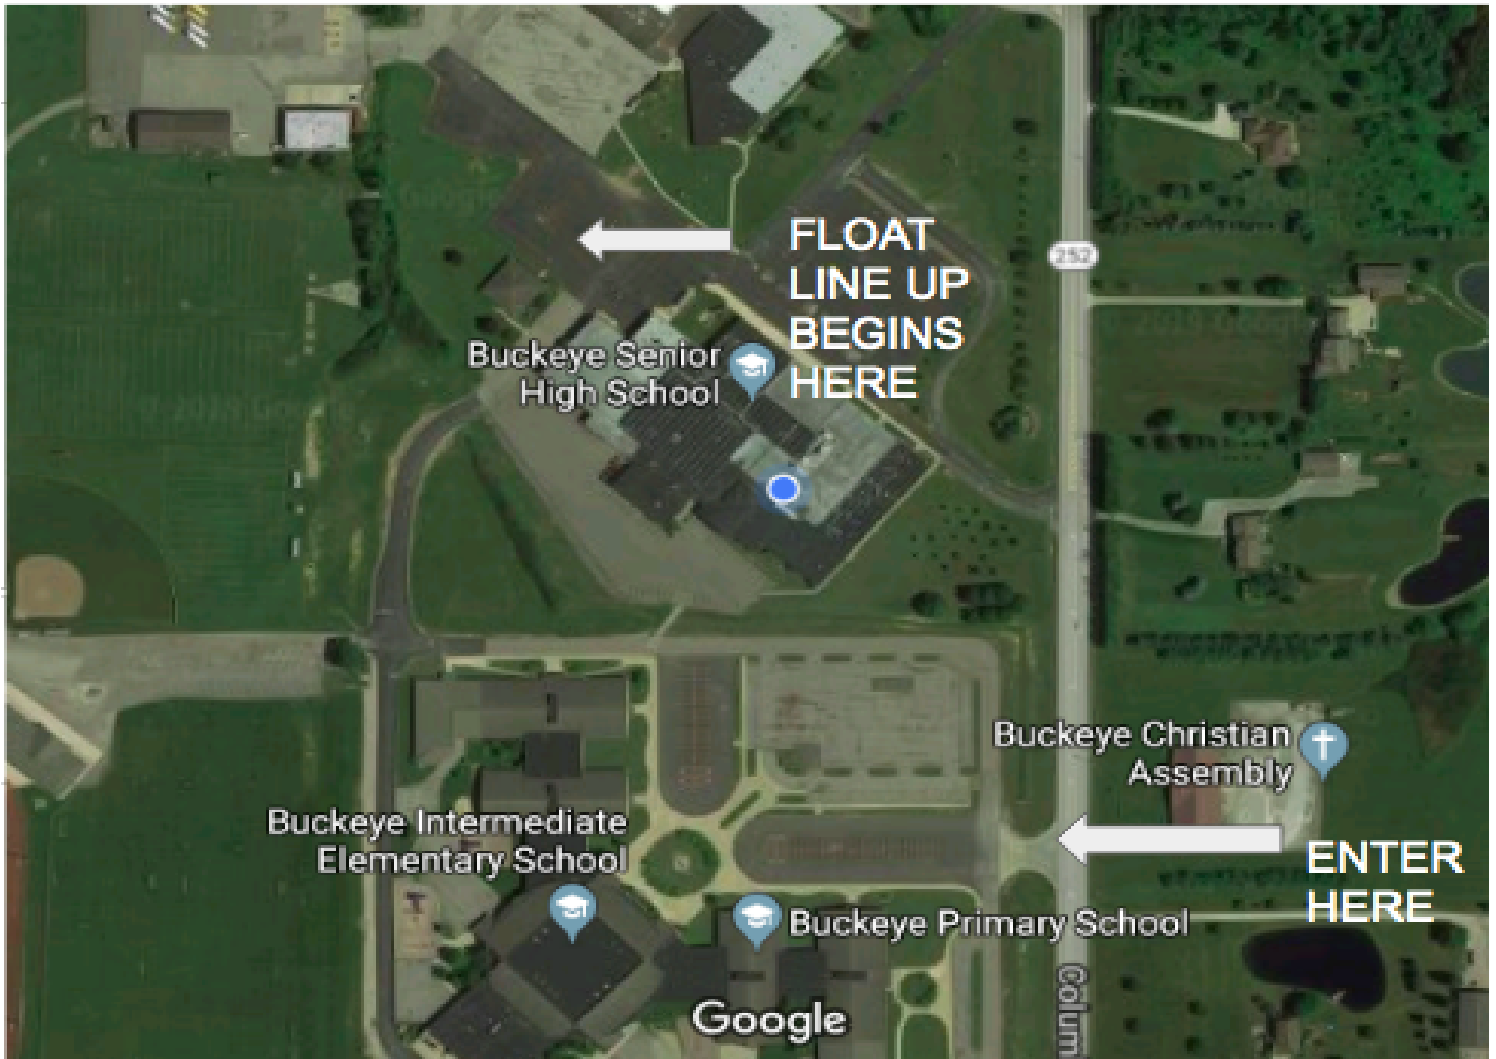 FLOAT
LINE UP
BEGINS
HERE
252
Buckeye Senior
High School
Buckeye Christian
Assembly
Buckeye Intermediate
Elementary School
ENTER
HERE
Buckeye Primary School
Google
Colum